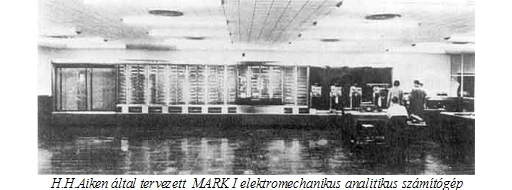 H.H.Aiken által tervezett MARK I elektromechanikus analitikus számítógép